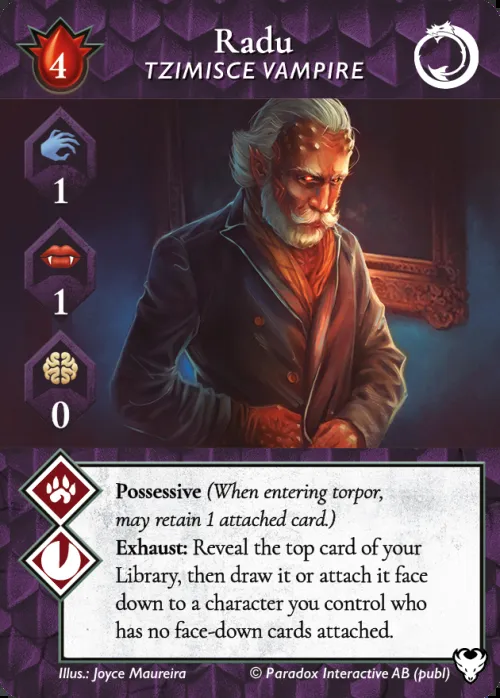 4
Radu
TZIMISCE VAMPIRE
1
1
0
Possessive (When entering torpor,
may retain 1 attached card.)
Exhaust: Reveal the top card of your
Library, then draw it or attach it face
down to a character you control who
has no face-down cards attached.
Illus.: Joyce Maureira
© Paradox Interactive AB (publ)